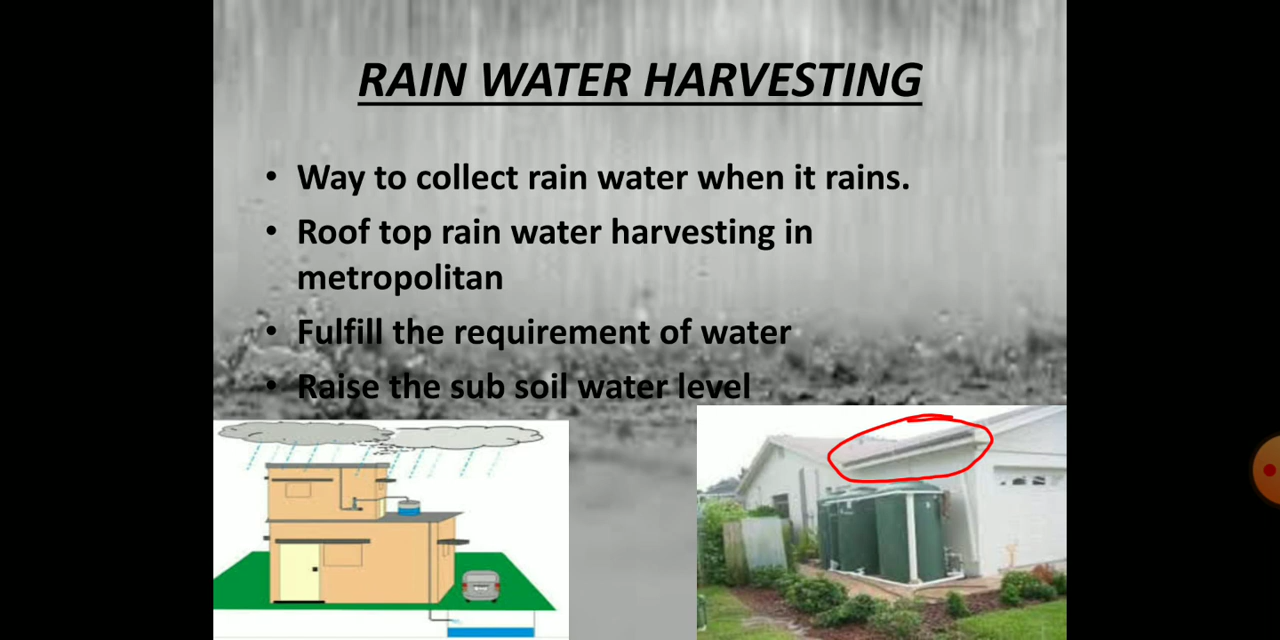 RAIN WATER HARVESTING
• Way to collect rain water when it rains.
• Roof top rain water harvesting in
metropolitan
• Fulfill the requirement of water
• Raise the sub soil water level